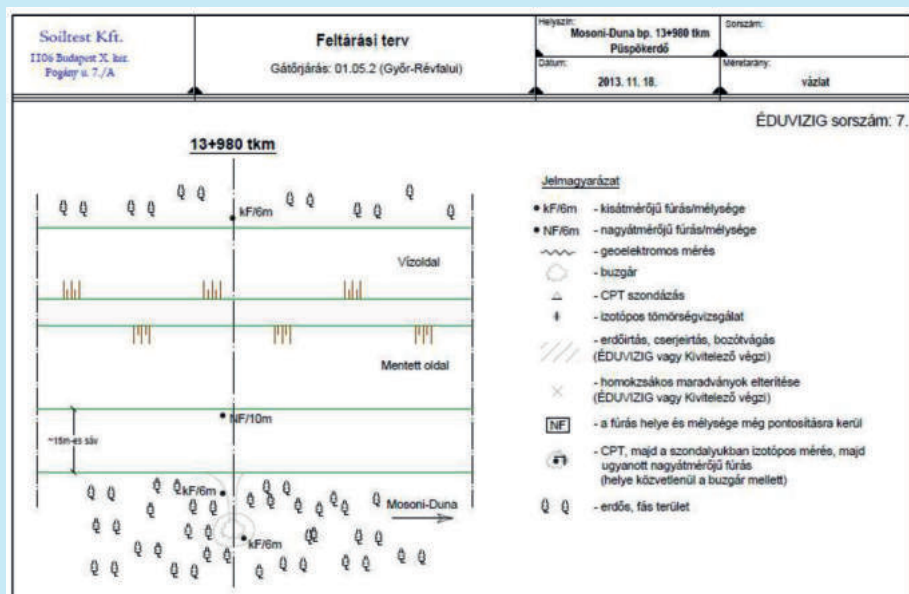 Soiltest Kft.
1106 Budapest X. ker.
Pogány u. 7./A
Feltárási terv
Gátőrjárás: 01.05.2 (Győr-Révfalui)
Helyszín:
Mosoni-Duna bp. 13+980 tkm
Püspökerdő
Sorszám:
Dátum:
2013. 11. 18.
Méretarány:
vázlat
ÉDUVIZIG sorszám: 7.
13+980 tkm
kF/6m
Vízoldal
Mentett oldal
NF/10m
~15m-es sáv
kF/6m
Mosoni-Duna
kF/6m
Jelmagyarázat
kF/6m - kisátmérőjű fúrás/mélysége
NF/6m - nagyátmérőjű fúrás/mélysége
- geoelektromos mérés
- buzgár
- CPT szondázás
- izotópos tömörségvizsgálat
- erdőirtás, cserjeirtás, bozótvágás
(ÉDUVIZIG vagy Kivitelező végzi)
- homokzsákos maradványok elterítése
(ÉDUVIZIG vagy Kivitelező végzi)
NF - a fúrás helye és mélysége még pontosításra kerül
- CPT, majd a szondalyukban izotópos mérés, majd
ugyanott nagyátmérőjű fúrás
(helye közvetlenül a buzgár mellett)
- erdős, fás terület